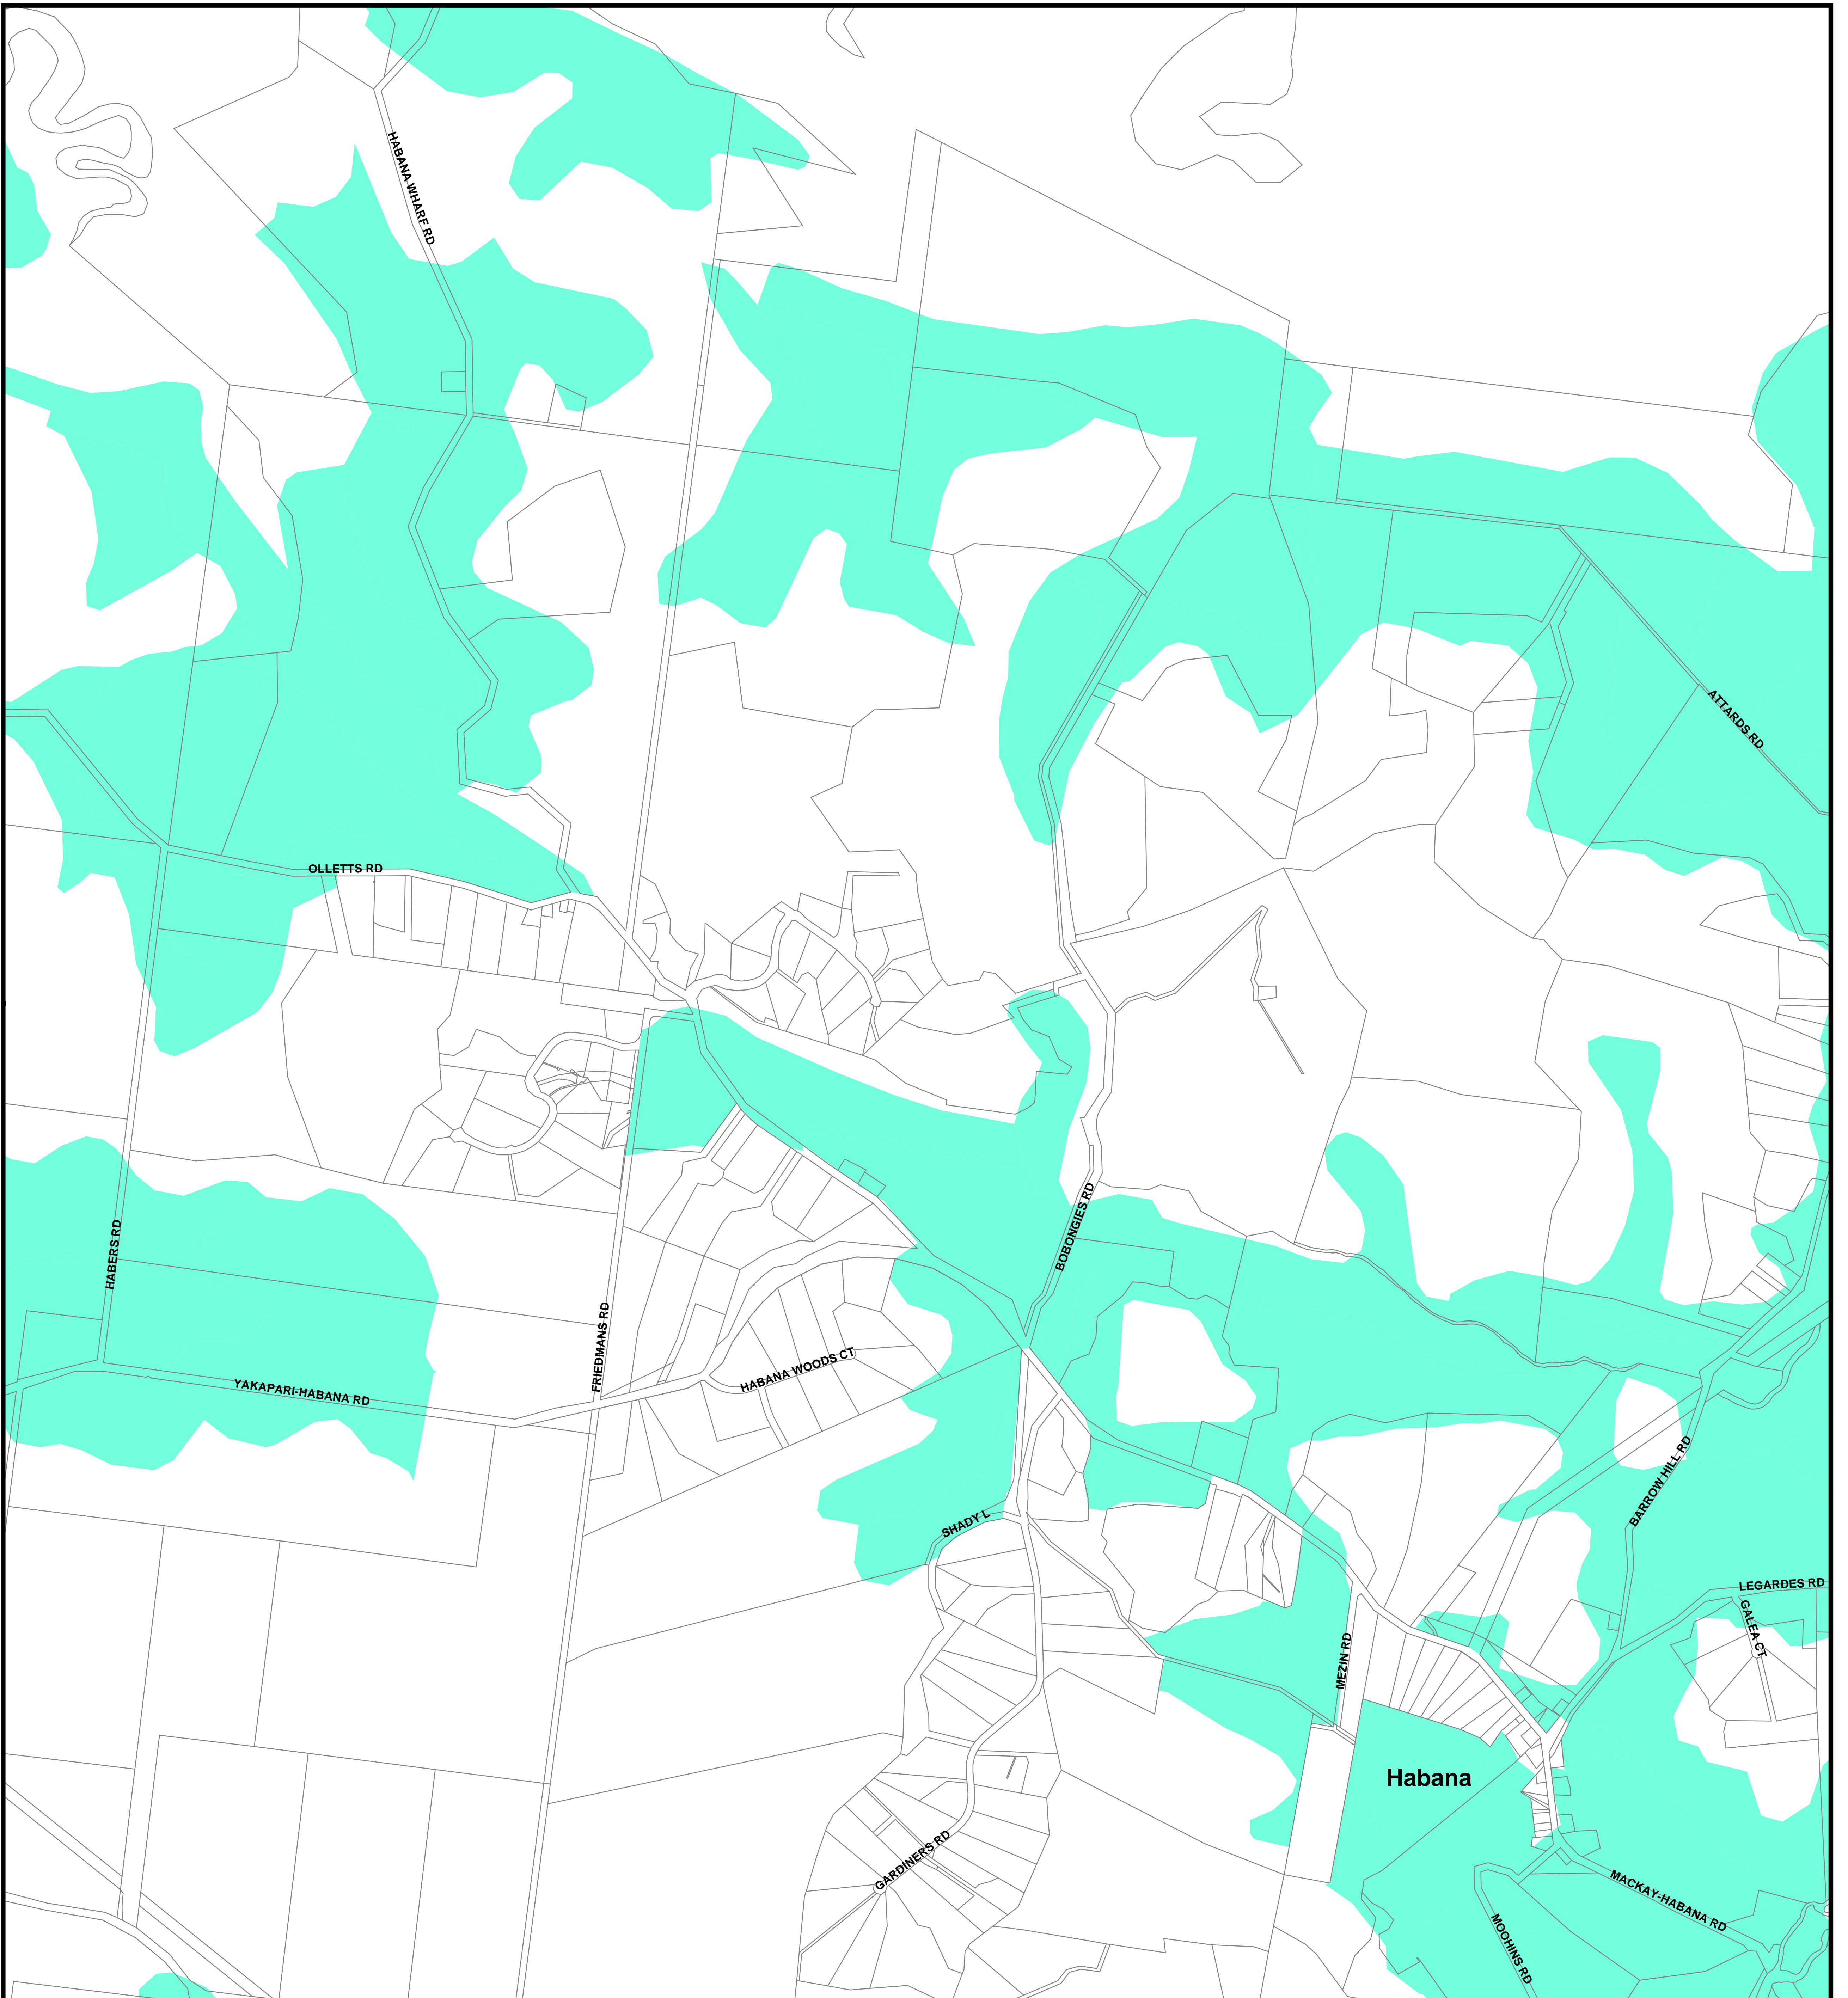 HABANA WHARF RD
ATTARDS RD
OLLETTS RD
BOBONGIES RD
HABERS RD
FRIEDMANS RD
HABANA WOODS CT
YAKAPARI-HABANA RD
BARROW HILL RD
SHADY L
LEGARDES RD
GALEA CT
MEZIN RD
Habana
GARDINERS RD
MACKAY-HABANA RD
MOOHINS RD